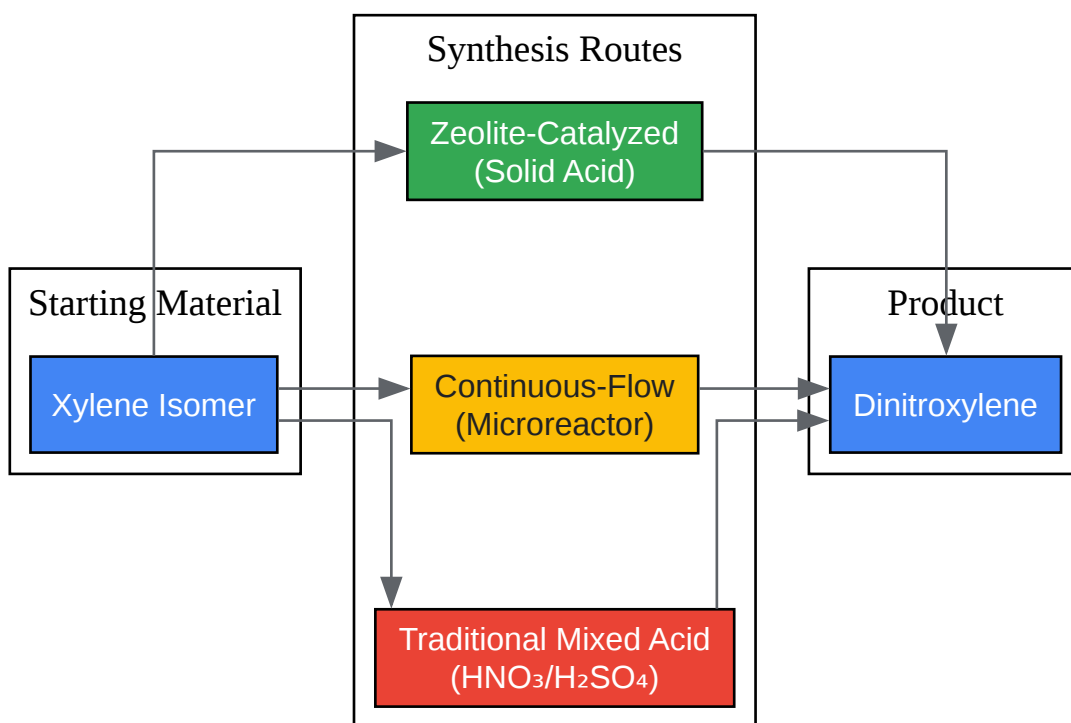 Synthesis Routes
Zeolite-Catalyzed
(Solid Acid)
Starting Material
Xylene Isomer
Continuous-Flow
(Microreactor)
Product
Dinitroxylene
Traditional Mixed Acid
(HNO₃/H₂SO₄)